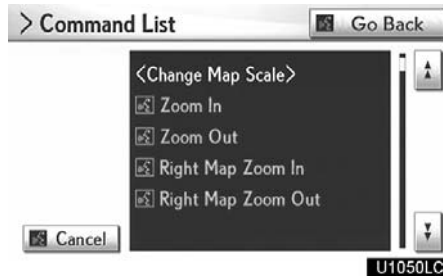 > Command List
Go Back
<Change Map Scale>
Zoom In
Zoom Out
Right Map Zoom In
Right Map Zoom Out
Cancel
U1050LC